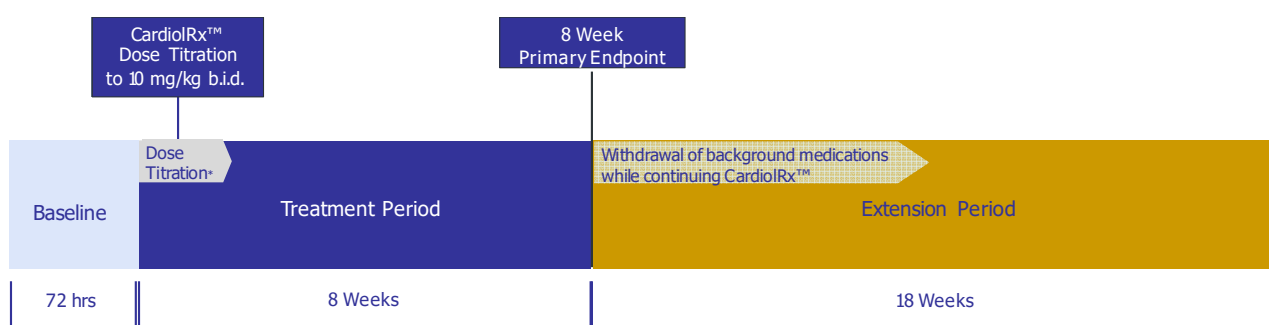 CardiolRx™
Dose Titration
to 10 mg/kg b.i.d.
8 Week
Primary Endpoint
Dose
Titration*
Withdrawal of background medications
while continuing CardiolRx™
Baseline
Treatment Period
Extension Period
72 hrs
8 Weeks
18 Weeks